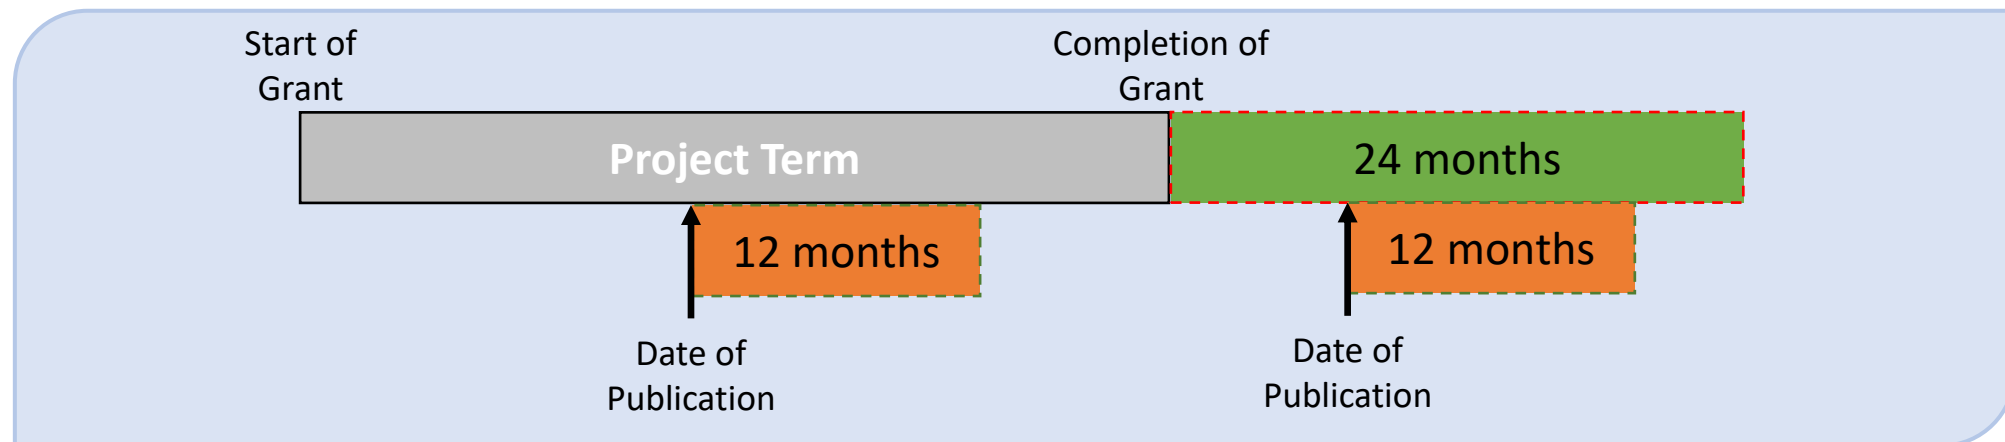 Start of
Grant
Completion of
Grant
Project Term
24 months
12 months
12 months
Date of
Publication
Date of
Publication